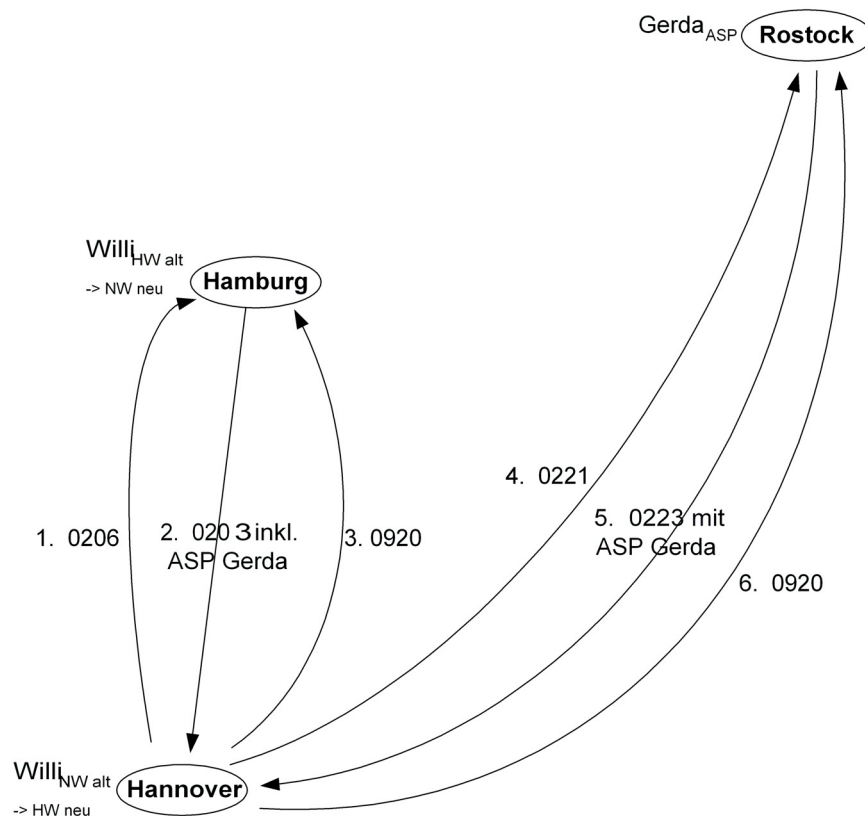 Gerda ASP Rostock
Willi HW alt
-> NW neu
Hamburg
4. 0221
1. 0206
2. 0203 inkl.
ASP Gerda
3. 0920
5. 0223 mit
ASP Gerda
6. 0920
Willi NW alt
-> HW neu
Hannover